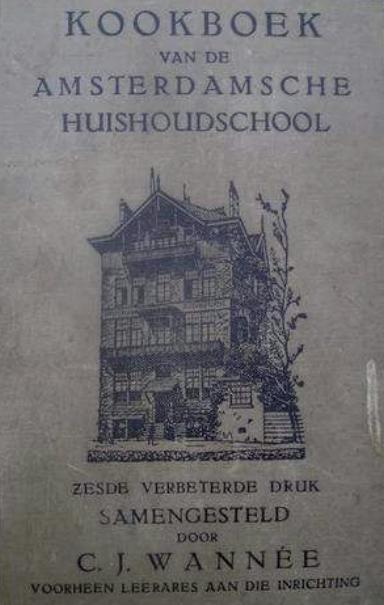 KOOKBOEK
VAN DE
AMSTERDAMSCHE
HUISHOUDSCHOOL
ZESDE VERBETERDE DRUK
SAMENGESTELD
DOOR
C. J. WANNÉE
VOORHEEN LEERARES AAN DIE INRICHTING